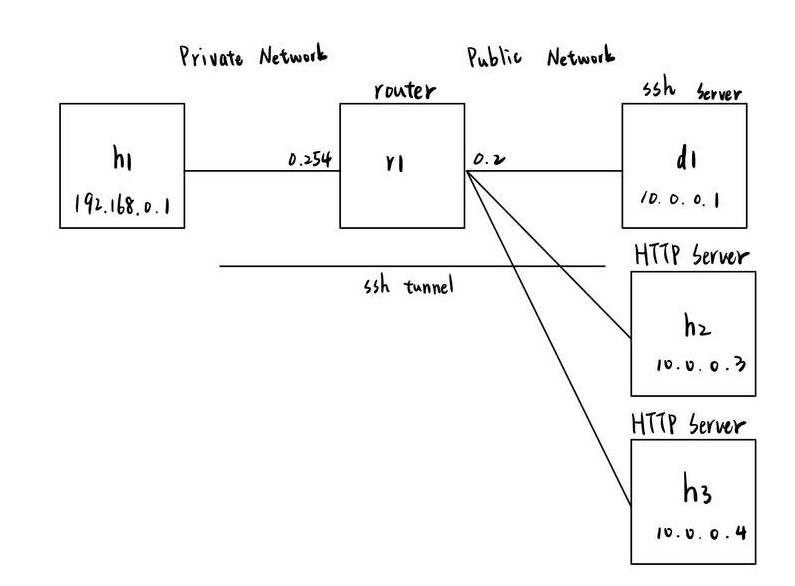 Private Network
Public Network
router
ssh Server
h1
192.168.0.1
0.254
r1
0.2
d1
10.0.0.1
ssh tunnel
HTTP Server
h2
10.0.0.3
HTTP Server
h3
10.0.0.4